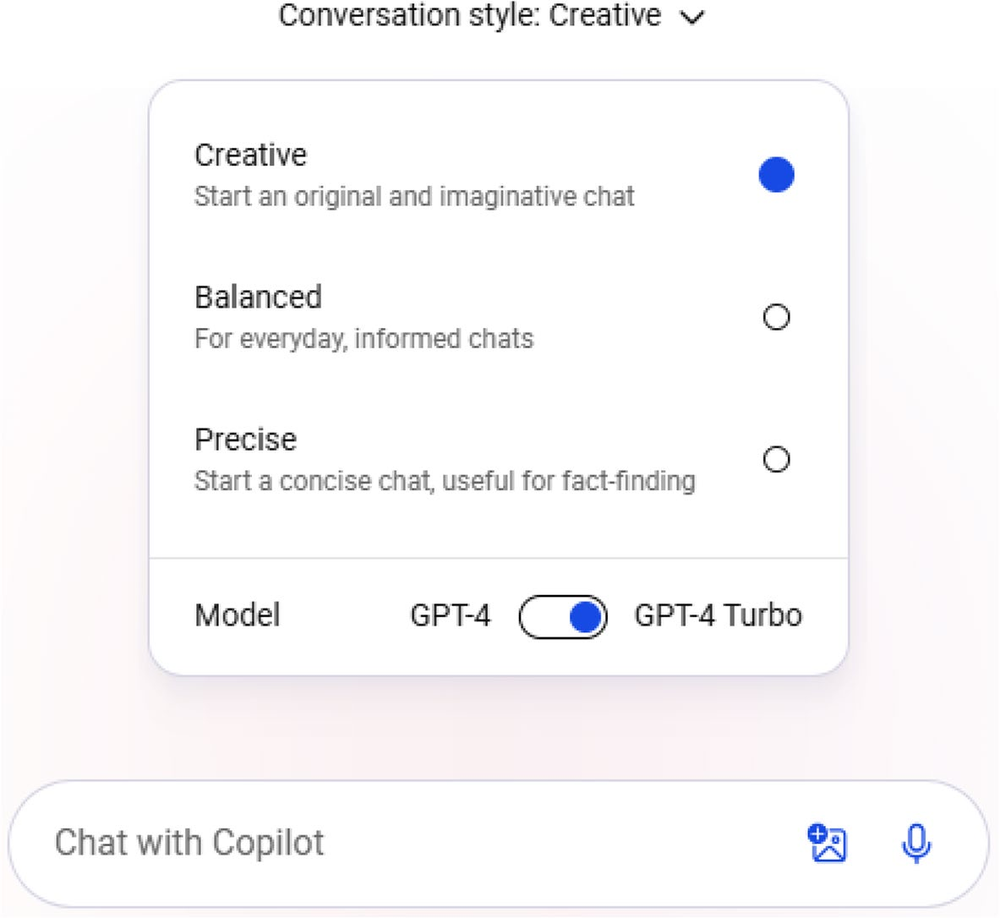 Conversation style: Creative
Creative
Start an original and imaginative chat
Balanced
For everyday, informed chats
Precise
Start a concise chat, useful for fact-finding
Model GPT-4 GPT-4 Turbo
Chat with Copilot